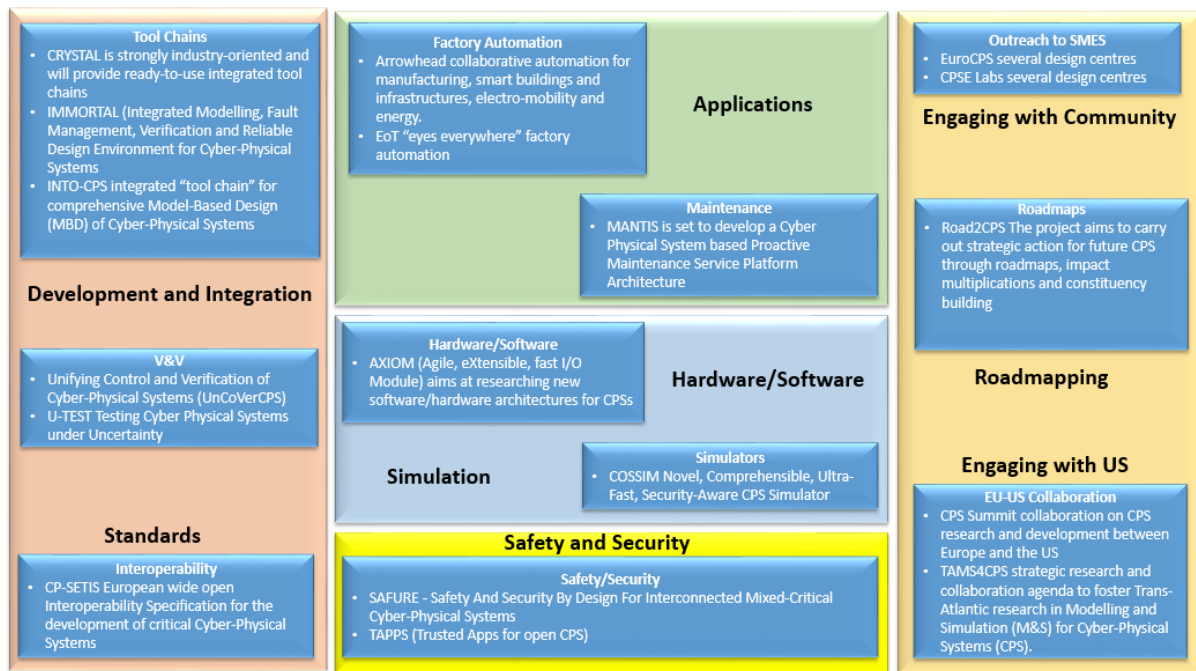 Tool Chains
• CRYSTAL is strongly industry-oriented and
will provide ready-to-use integrated tool
chains
• IMMORTAL (Integrated Modelling, Fault
Management, Verification and Reliable
Design Environment for Cyber-Physical
Systems
• INTO-CPS integrated “tool chain” for
comprehensive Model-Based Design
(MBD) of Cyber-Physical Systems
Development and Integration
V&V
• Unifying Control and Verification of
Cyber-Physical Systems (UnCoVerCPS)
• U-TEST Testing Cyber Physical Systems
under Uncertainty
Standards
Interoperability
• CP-SETIS European wide open
Interoperability Specification for the
development of critical Cyber-Physical
Systems
Factory Automation
• Arrowhead collaborative automation for
manufacturing, smart buildings and
infrastructures, electro-mobility and
energy.
• EoT “eyes everywhere” factory
automation
Applications
Maintenance
• MANTIS is set to develop a Cyber
Physical System based Proactive
Maintenance Service Platform
Architecture
Hardware/Software
• AXIOM (Agile, eXtensible, fast I/O
Module) aims at researching new
software/hardware architectures for CPSs
Hardware/Software
Simulation
Simulators
• COSSIM Novel, Comprehensible, Ultra-
Fast, Security-Aware CPS Simulator
Safety and Security
Safety/Security
• SAFURE - Safety And Security By Design For Interconnected Mixed-Critical
Cyber-Physical Systems
• TAPPS (Trusted Apps for open CPS)
Outreach to SMES
• EuroCPS several design centres
• CPSE Labs several design centres
Engaging with Community
Roadmaps
• Road2CPS The project aims to carry
out strategic action for future CPS
through roadmaps, impact
multiplications and constituency
building
Roadmapping
Engaging with US
EU-US Collaboration
• CPS Summit collaboration on CPS
research and development between
Europe and the US
• TAMS4CPS strategic research and
collaboration agenda to foster Trans-
Atlantic research in Modelling and
Simulation (M&S) for Cyber-Physical
Systems (CPS).